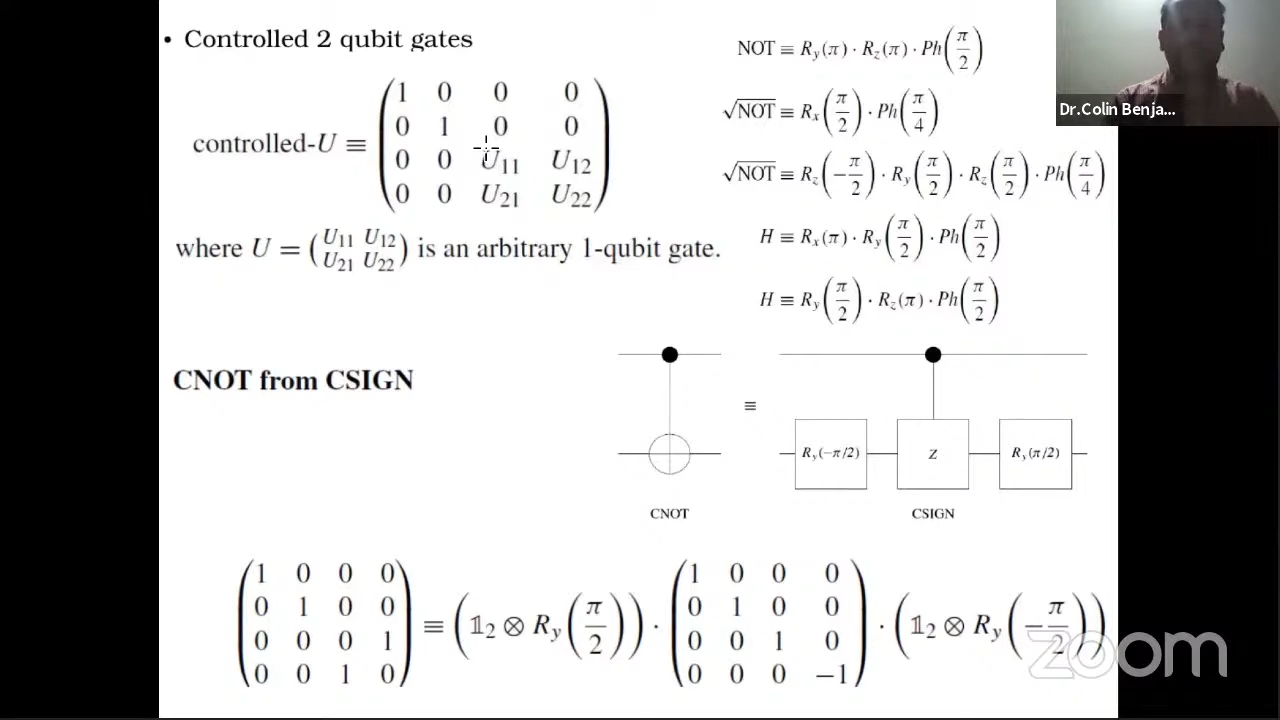 • Controlled 2 qubit gates
controlled-U ≡ 
(1 0 0 0
0 1 0 0
0 0 U₁₁ U₁₂
0 0 U₂₁ U₂₂)
where U = (U₁₁ U₁₂ U₂₁ U₂₂) is an arbitrary 1-qubit gate.
NOT ≡ R_y(π) · R_z(π) · Ph(π/2)
√NOT ≡ R_x(π/2) · Ph(π/4)
√NOT ≡ R_z(−π/2) · R_y(π/2) · R_z(π/2) · Ph(π/4)
H ≡ R_x(π) · R_y(π/2) · Ph(π/2)
H ≡ R_y(π/2) · R_z(π) · Ph(π/2)
Dr.Colin Benja...
CNOT from CSIGN
≡
R_y(−π/2) Z R_y(π/2)
CNOT CSIGN
(1 0 0 0
0 1 0 0
0 0 0 1
0 0 1 0)
≡ (𝟙₂ ⊗ R_y(π/2)) ·
(1 0 0 0
0 1 0 0
0 0 1 0
0 0 0 −1)
· (𝟙₂ ⊗ R_y(−π/2))
zoom